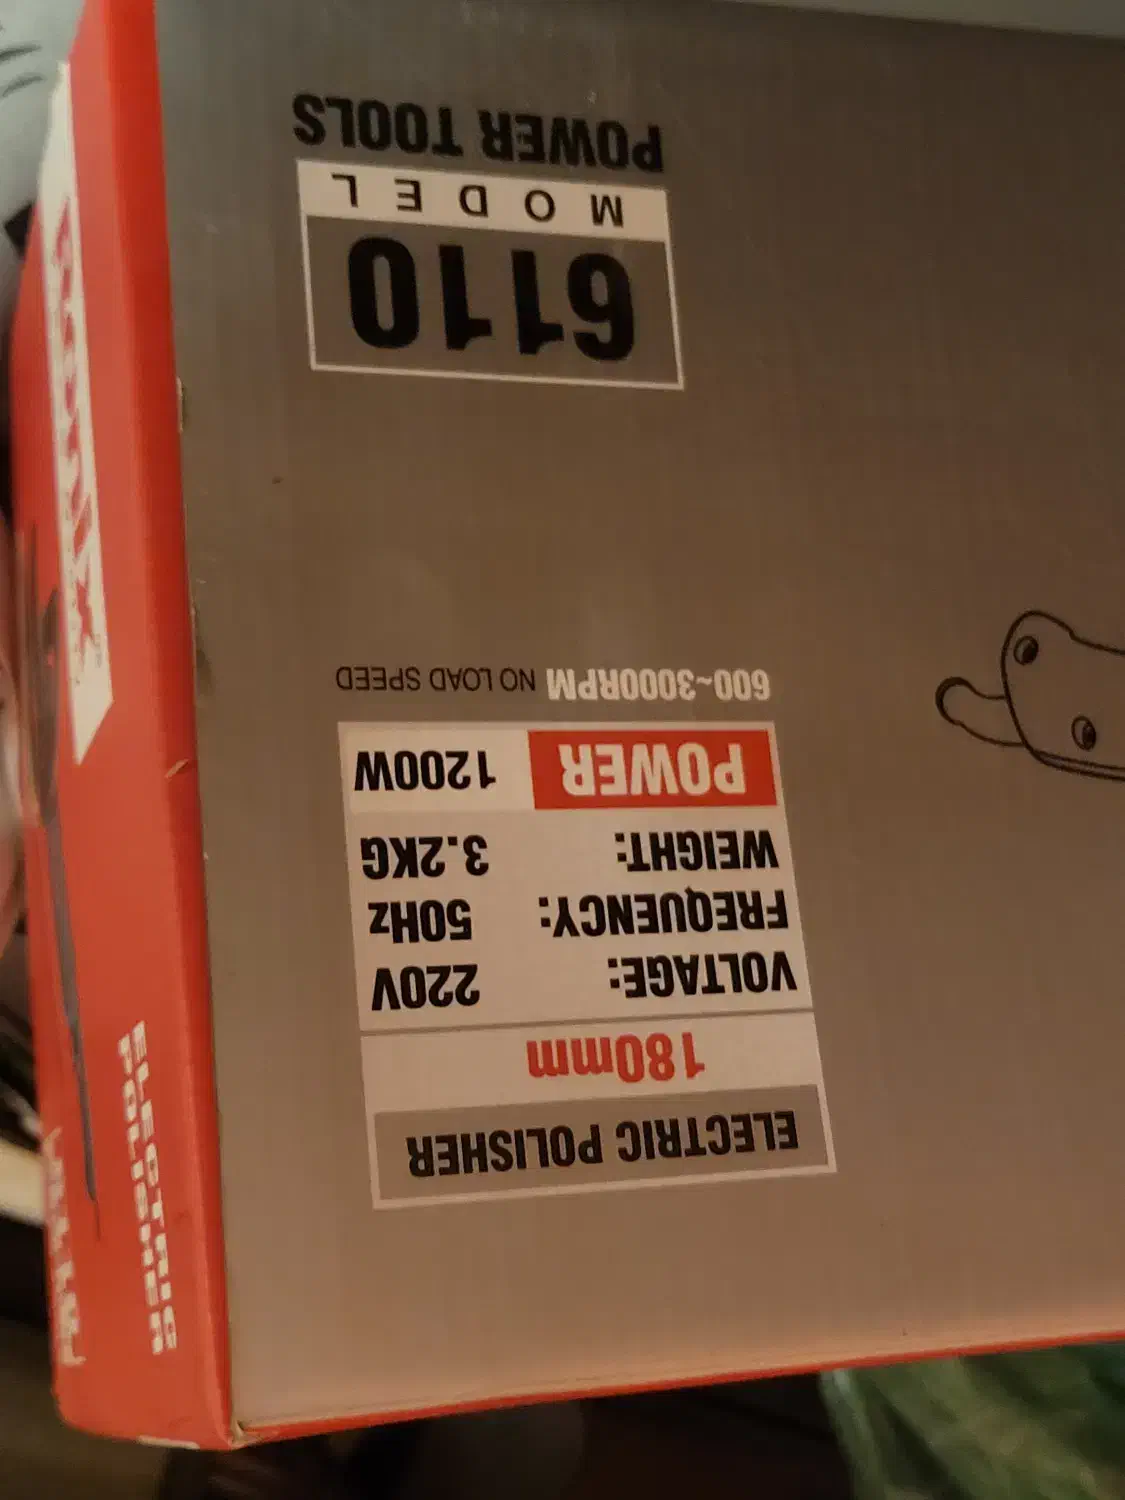 ELECTRIC POLISHER
180mm
VOLTAGE: 220V
FREQUENCY: 50Hz
WEIGHT: 3.2KG
POWER 1200W
600~3000RPM NO LOAD SPEED
6110
MODEL
POWER TOOLS
ELECTRIC
POLISHER